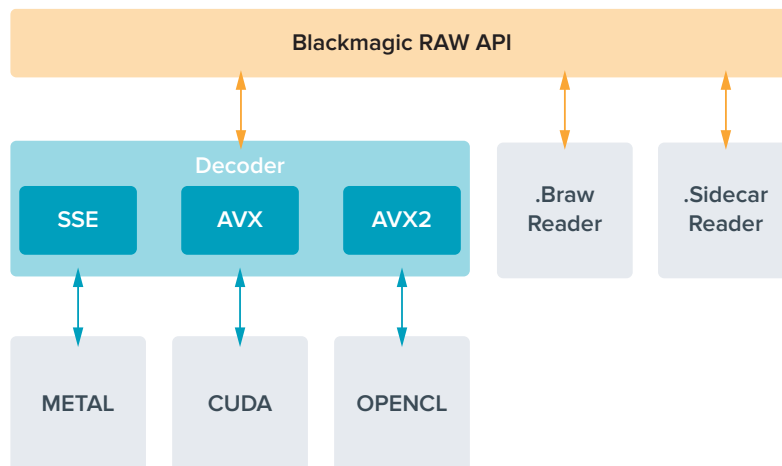 Blackmagic RAW API
Decoder
SSE
AVX
AVX2
.Braw
Reader
.Sidecar
Reader
METAL
CUDA
OPENCL